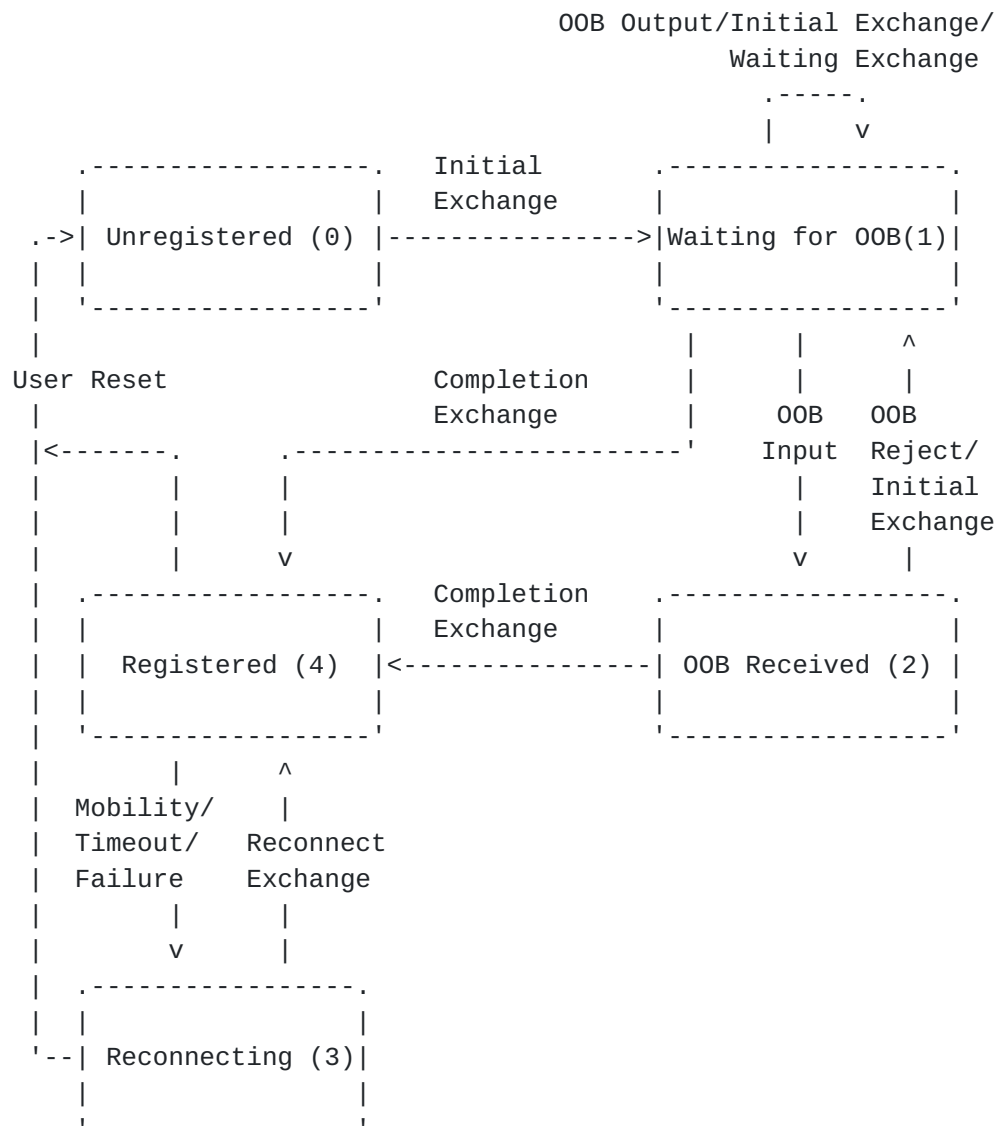 OOB Output/Initial Exchange/
Waiting Exchange
Initial
Exchange
Unregistered (0)
Waiting for OOB(1)
User Reset
Completion
Exchange
OOB
Input
OOB
Reject/
Initial
Exchange
Completion
Exchange
Registered (4)
OOB Received (2)
Mobility/
Timeout/
Failure
Reconnect
Exchange
Reconnecting (3)